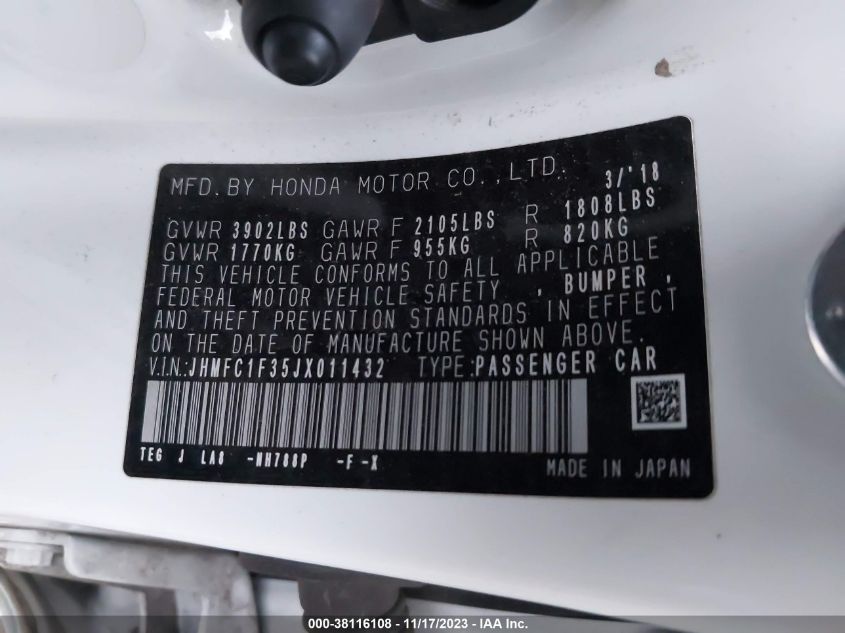 MFD. BY HONDA MOTOR CO., LTD. 3/'18
GVWR 3902LBS GAWR F 2105LBS R 1808LBS
GVWR 1770KG GAWR F 955KG R 820KG
THIS VEHICLE CONFORMS TO ALL APPLICABLE
FEDERAL MOTOR VEHICLE SAFETY , BUMPER ,
AND THEFT PREVENTION STANDARDS IN EFFECT
ON THE DATE OF MANUFACTURE SHOWN ABOVE.
V.I.N.:JHMFC1F35JX011432 TYPE:PASSENGER CAR
TEG J LA8 -NH788P -F -X
MADE IN JAPAN
000-38116108 - 11/17/2023 - IAA Inc.